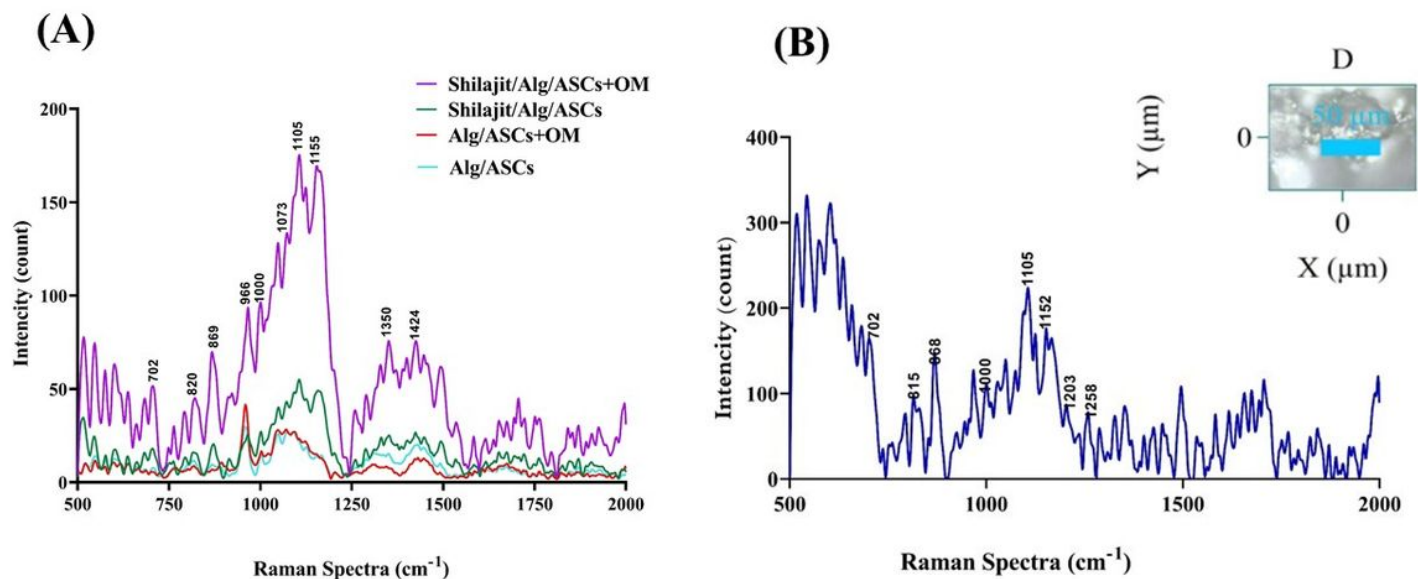 (A)
Shilajit/Alg/ASCs+OM
Shilajit/Alg/ASCs
Alg/ASCs+OM
Alg/ASCs
200
150
100
50
0
Intencity (count)
702
820
869
966
1000
1073
1105
1155
1350
1424
500
750
1000
1250
1500
1750
2000
Raman Spectra (cm⁻¹)
(B)
D
50 μm
Y (μm)
0
0
X (μm)
400
300
200
100
0
Intencity (count)
702
815
868
1000
1105
1152
1203
1258
500
1000
1500
2000
Raman Spectra (cm⁻¹)